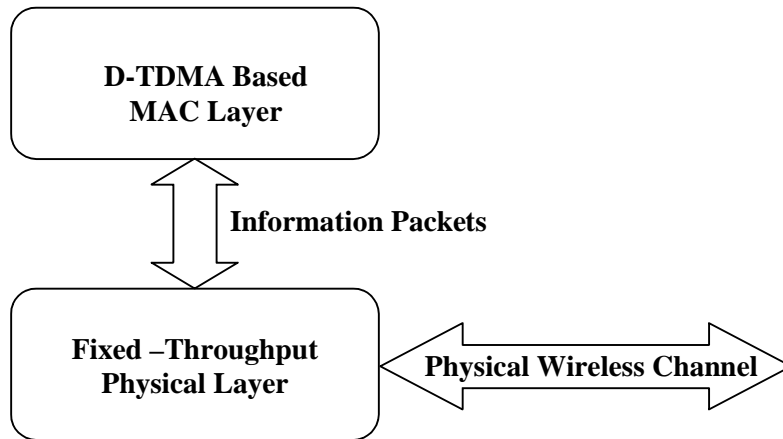 D-TDMA Based
MAC Layer
Information Packets
Fixed –Throughput
Physical Layer
Physical Wireless Channel